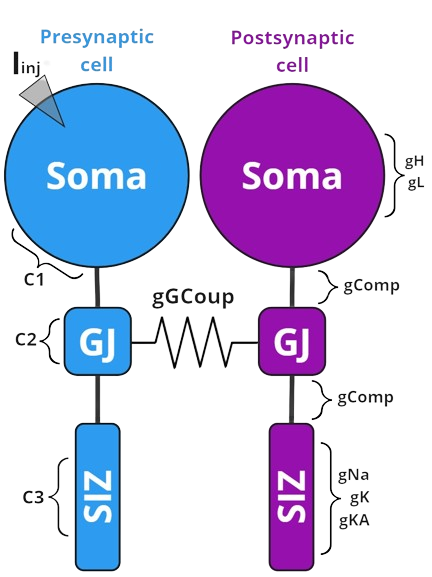 Presynaptic
cell
Postsynaptic
cell
Iinj
Soma
Soma
gH
gL
C1
gComp
gGCoup
C2
GJ
GJ
gComp
C3
SIZ
SIZ
gNa
gK
gKA